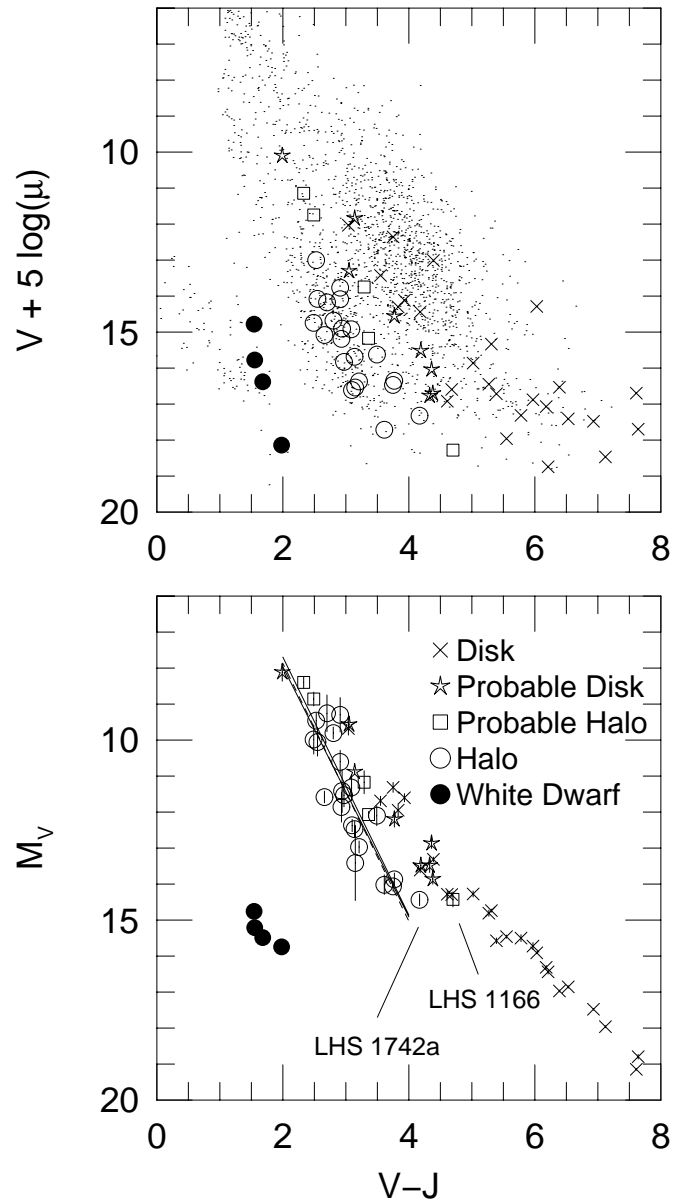 10
15
20
V + 5 log(μ)
0 2 4 6 8
Disk
Probable Disk
Probable Halo
Halo
White Dwarf
10
15
20
M_V
LHS 1166
LHS 1742a
0 2 4 6 8
V−J